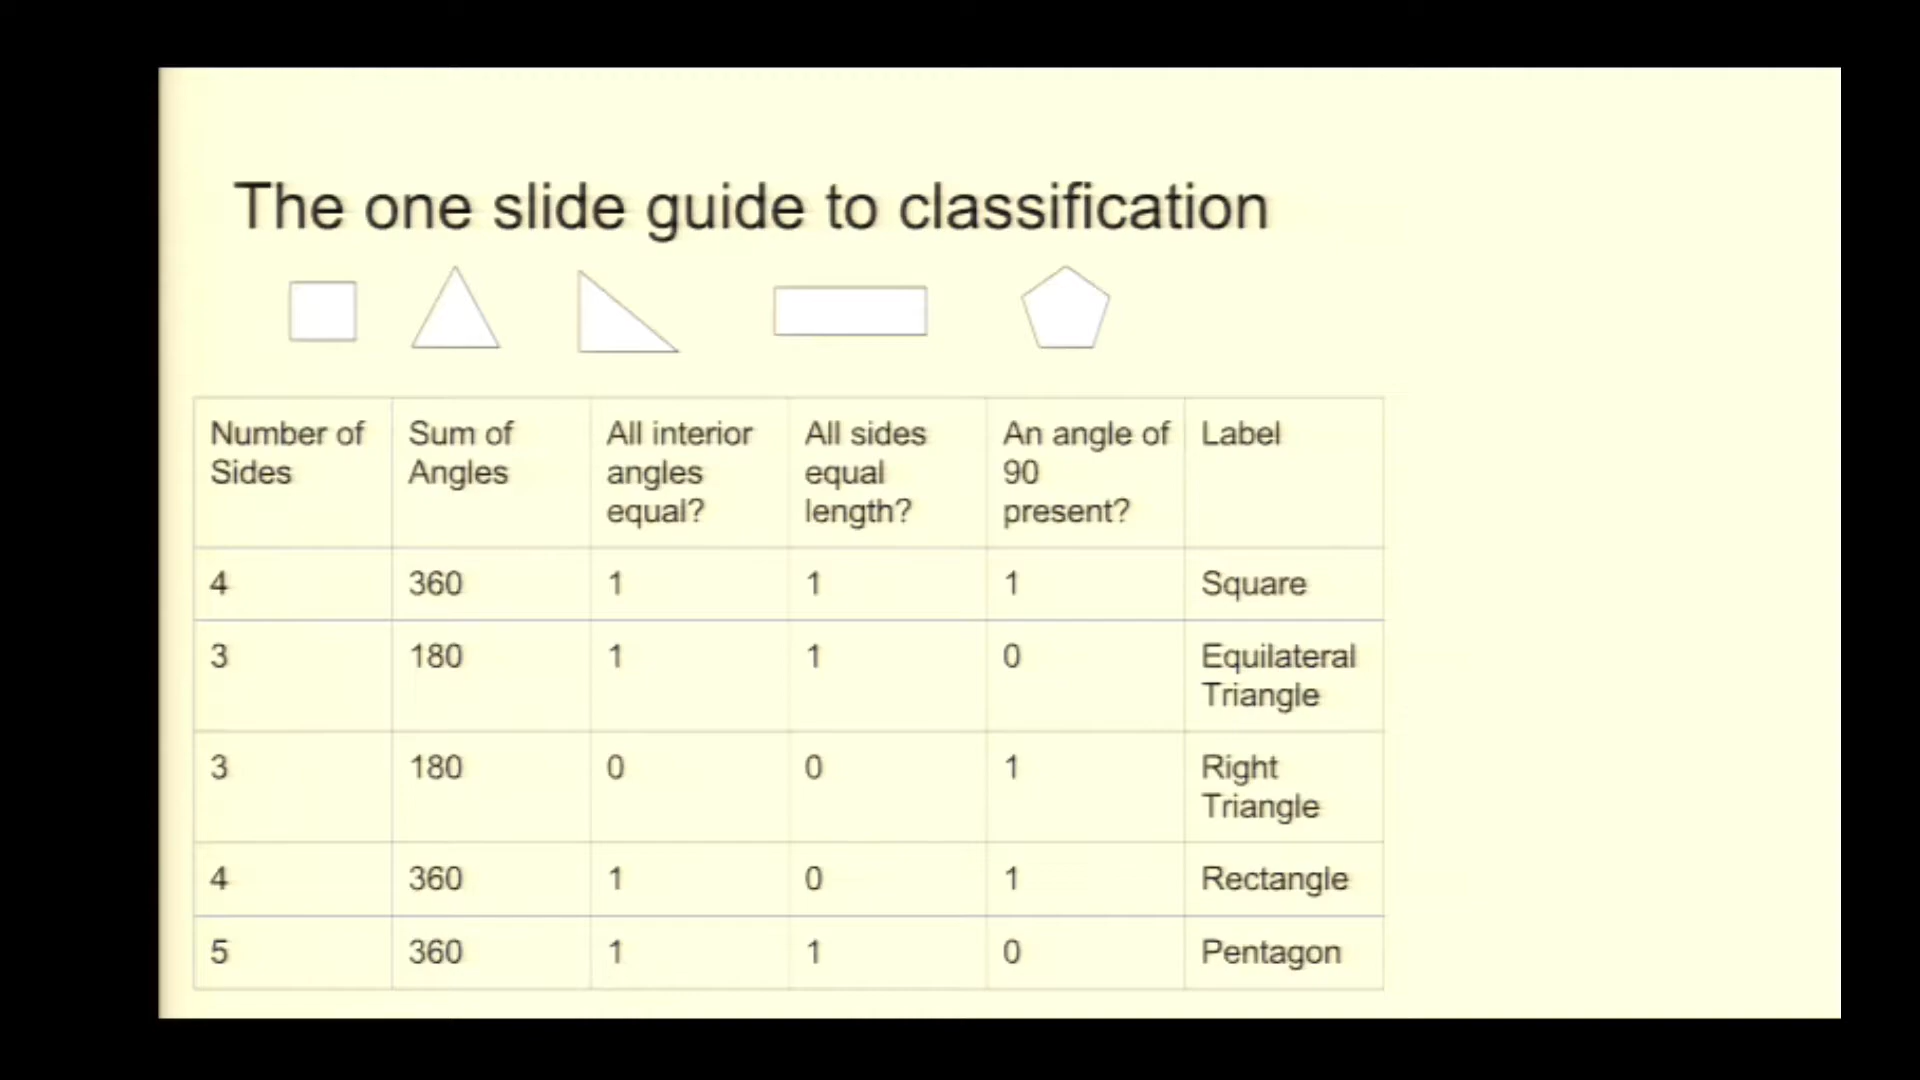 The one slide guide to classification
Number of Sides | Sum of Angles | All interior angles equal? | All sides equal length? | An angle of 90 present? | Label
4 | 360 | 1 | 1 | 1 | Square
3 | 180 | 1 | 1 | 0 | Equilateral Triangle
3 | 180 | 0 | 0 | 1 | Right Triangle
4 | 360 | 1 | 0 | 1 | Rectangle
5 | 360 | 1 | 1 | 0 | Pentagon